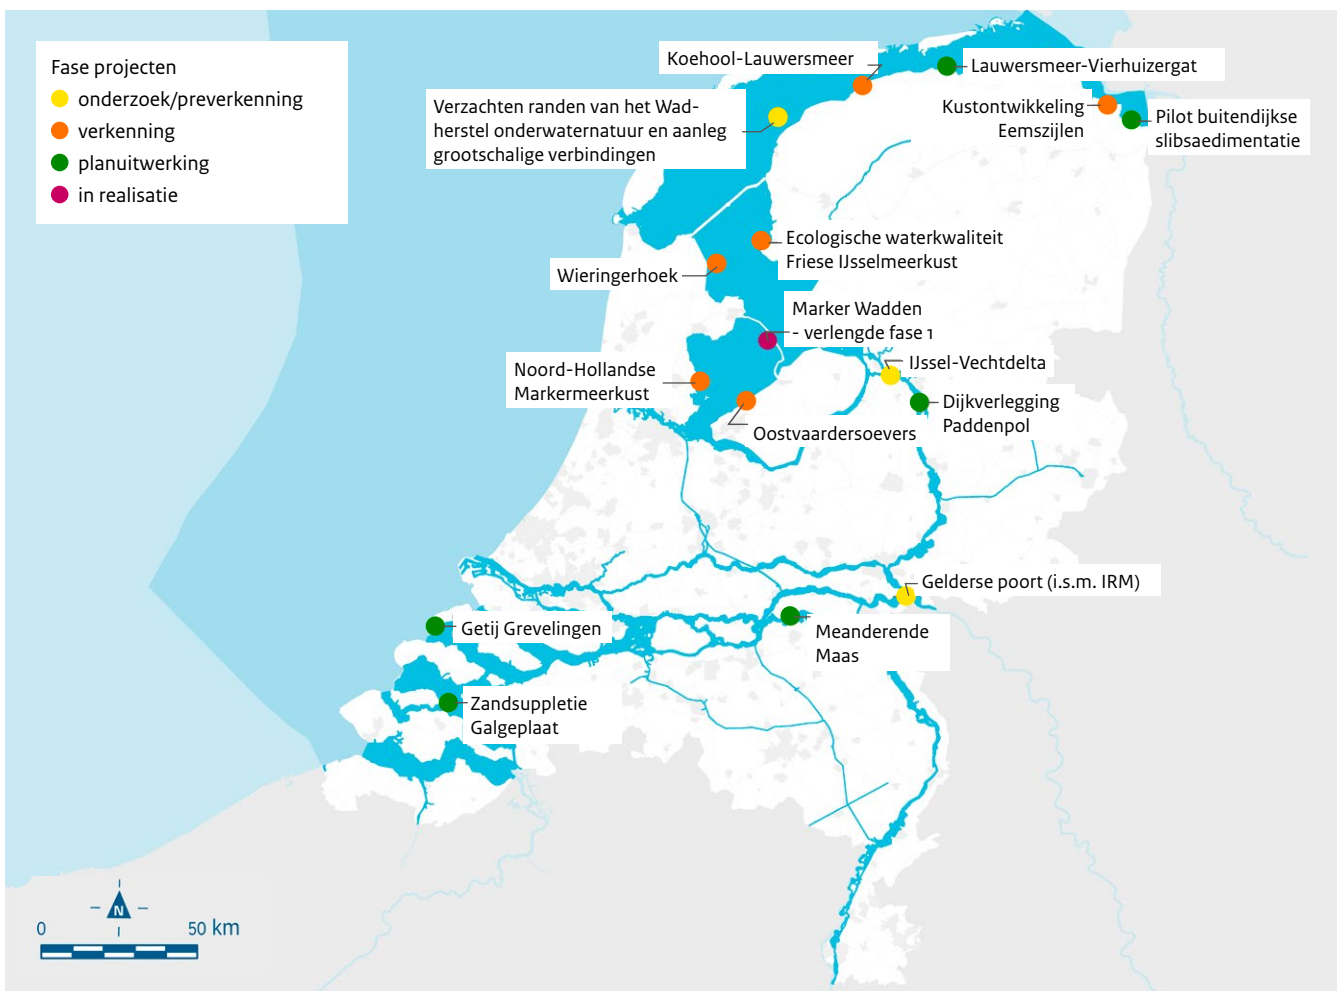 Fase projecten
onderzoek/preverkenning
verkenning
planuitwerking
in realisatie
Koehool-Lauwersmeer
Lauwersmeer-Vierhuizergat
Verzachten randen van het Wad-
herstel onderwaternatuur en aanleg
grootschalige verbindingen
Kustontwikkeling
Eemszijlen
Pilot buitendijkse
slibsaedimentatie
Ecologische waterkwaliteit
Friese IJsselmeerkust
Wieringerhoek
Marker Wadden
- verlengde fase 1
Noord-Hollandse
Markermeerkust
IJssel-Vechtdelta
Dijkverlegging
Paddenpol
Oostvaardersoevers
Gelderse poort (i.s.m. IRM)
Getij Grevelingen
Meanderende
Maas
Zandsuppletie
Galgeplaat
N
0 50 km